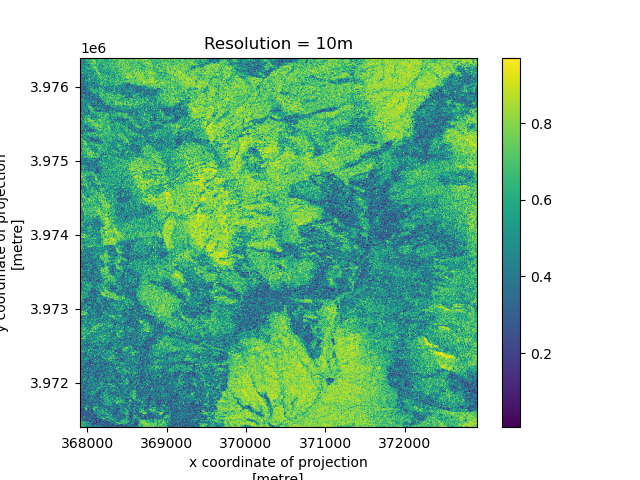 Resolution = 10m
1e6
3.976
3.975
3.974
3.973
3.972
y coordinate of projection
[metre]
368000 369000 370000 371000 372000
x coordinate of projection
[metre]
0.8
0.6
0.4
0.2